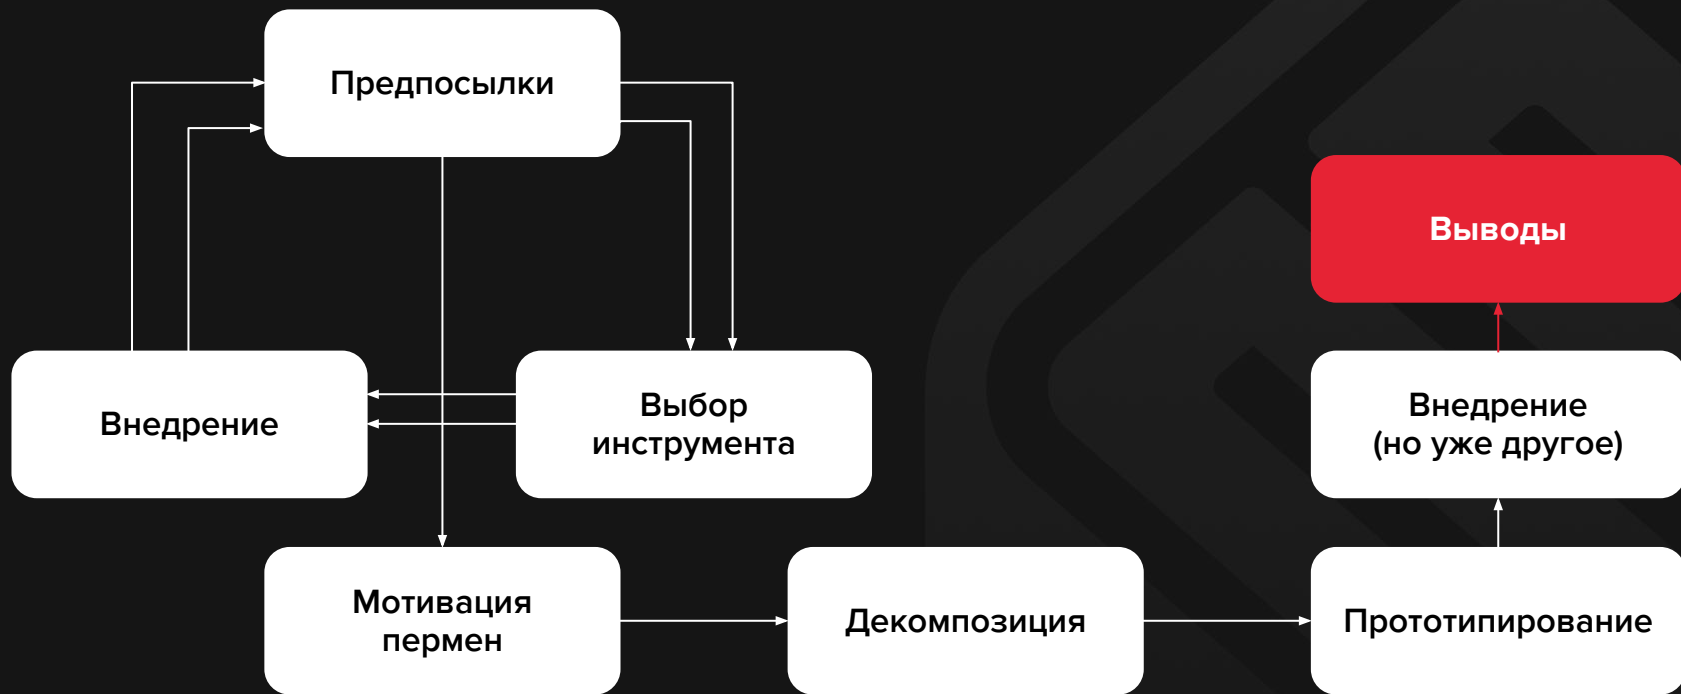 Предпосылки
Выводы
Внедрение
Выбор
инструмента
Внедрение
(но уже другое)
Мотивация
пермен
Декомпозиция
Прототипирование